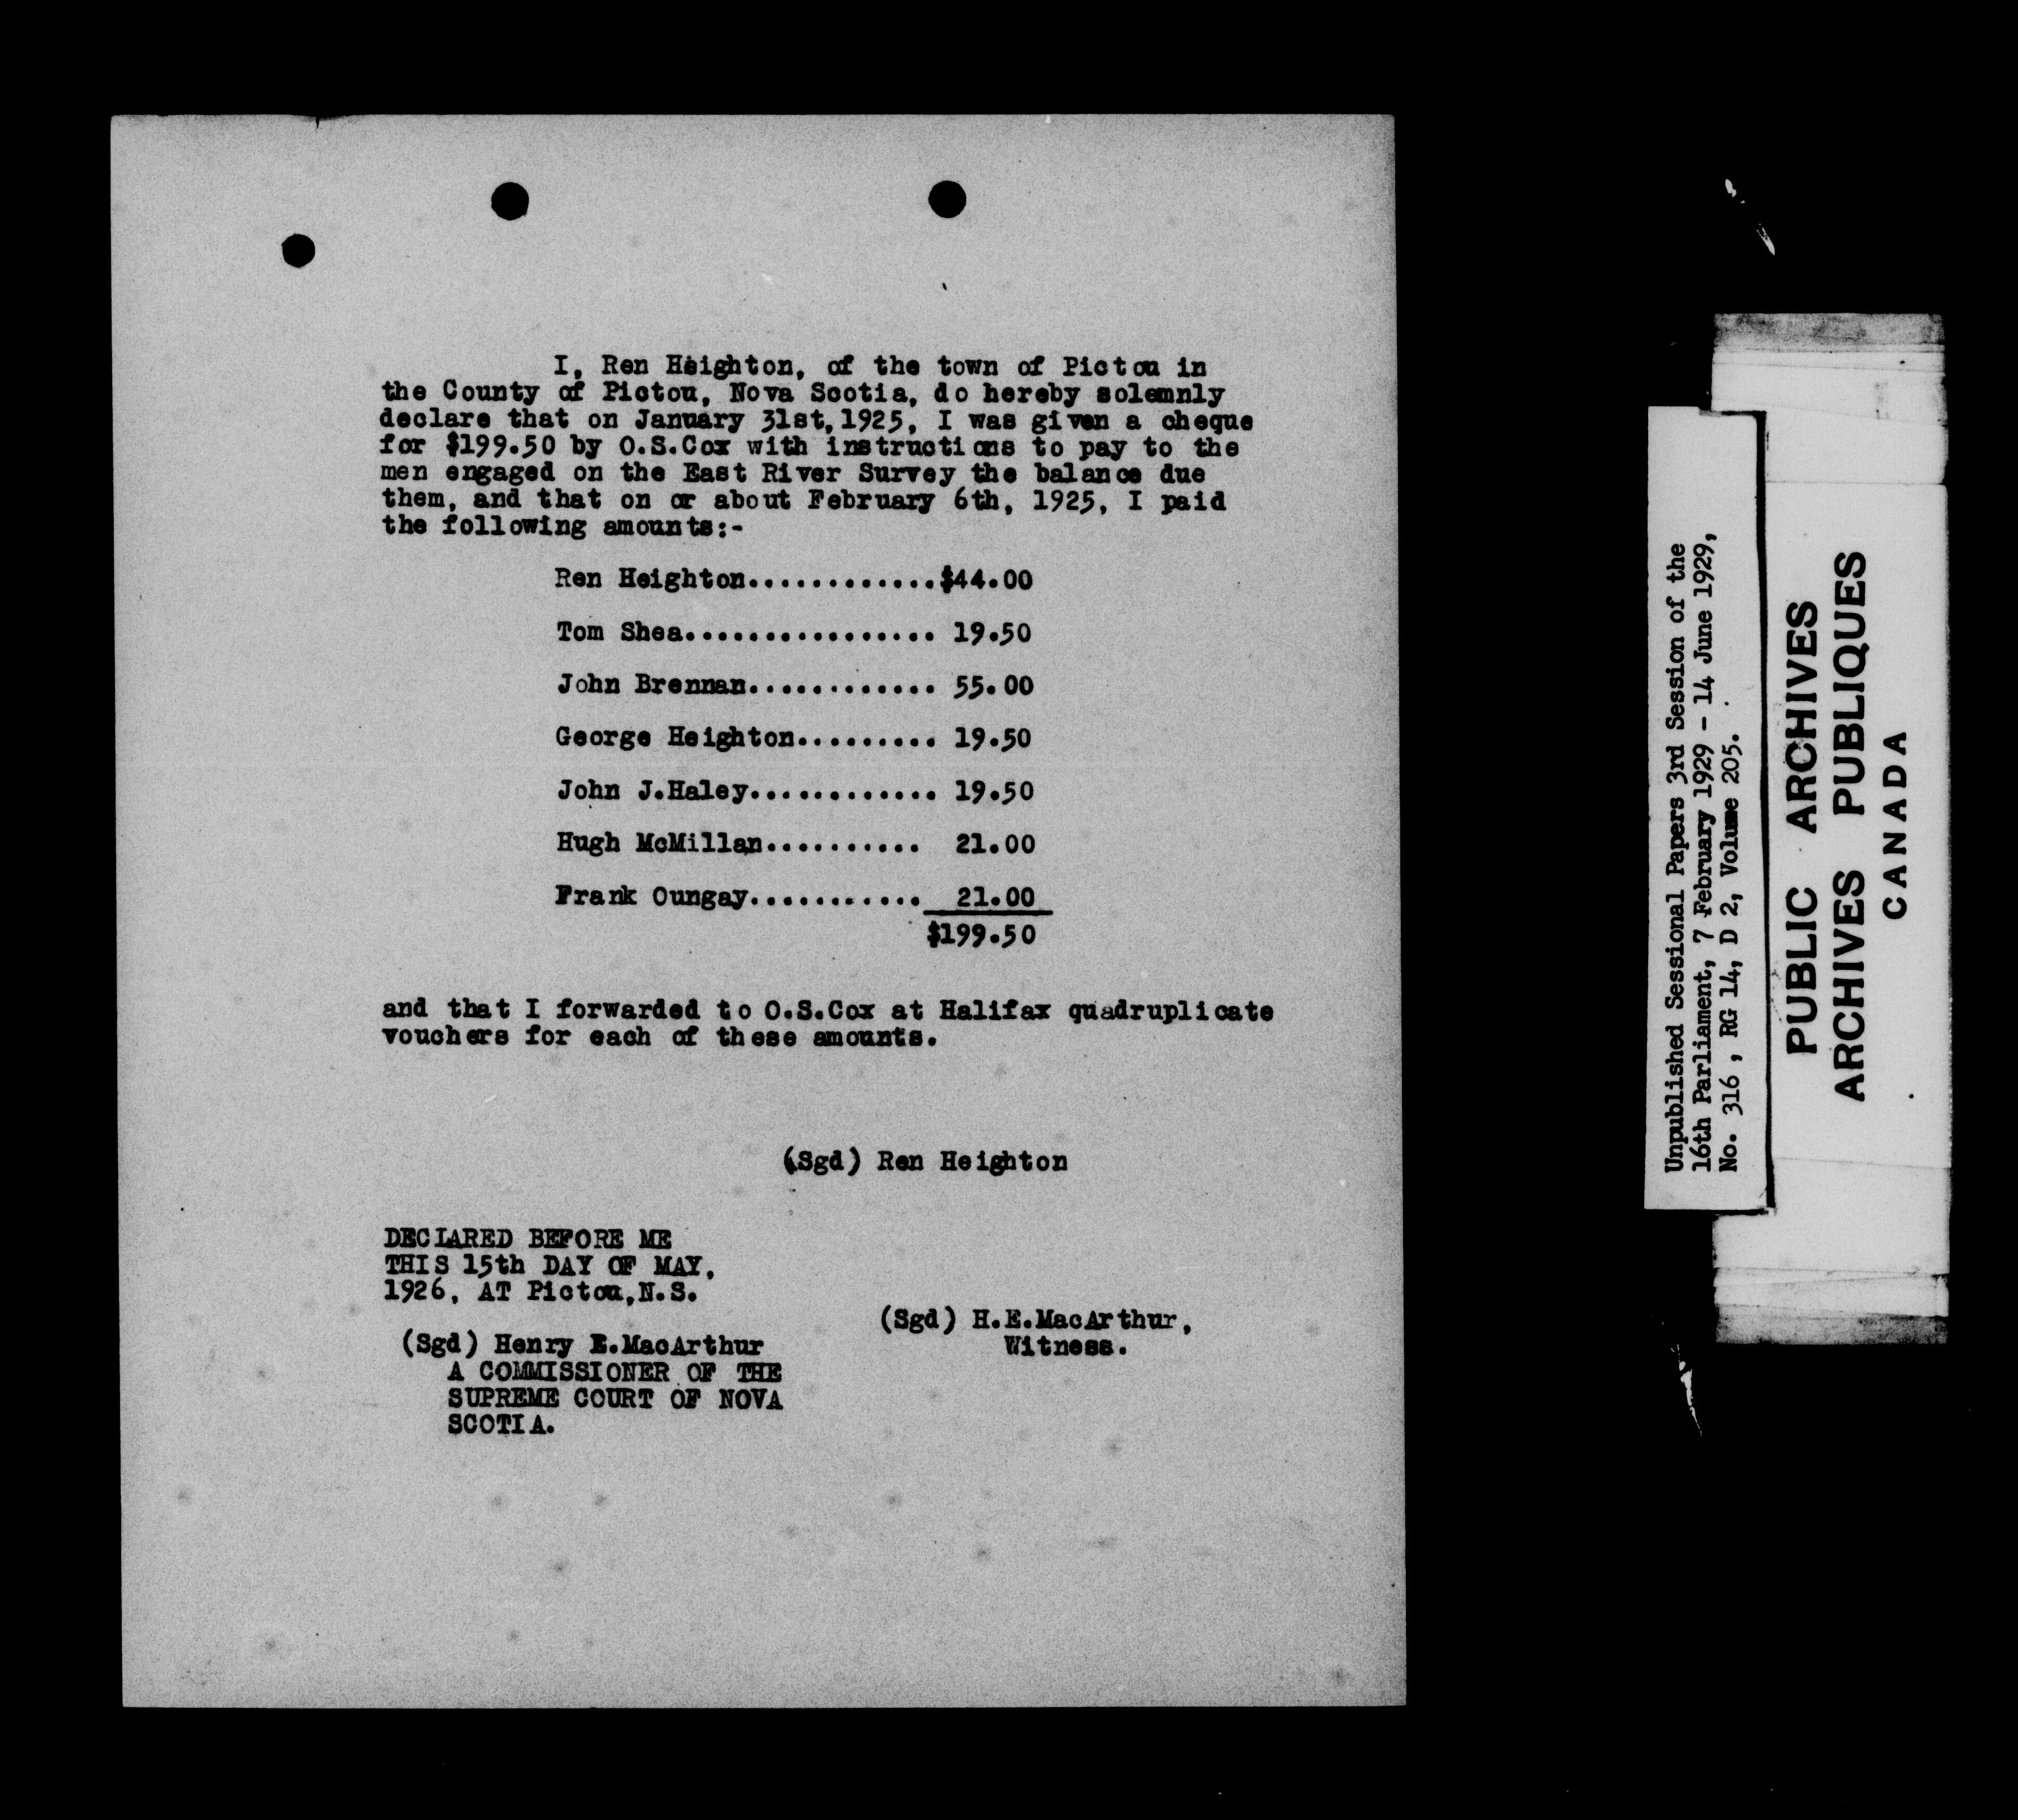 I, Ren Heighton, of the town of Pictou in
the County of Pictou, Nova Scotia, do hereby solemnly
declare that on January 31st,1925, I was given a cheque
for $199.50 by O.S.Cox with instructions to pay to the
men engaged on the East River Survey the balance due
them, and that on or about February 6th, 1925, I paid
the following amounts:-
Ren Heighton............$44.00
Tom Shea................ 19.50
John Brennan............ 55.00
George Heighton......... 19.50
John J.Haley............ 19.50
Hugh McMillan.......... 21.00
Frank Oungay........... 21.00
$199.50
and that I forwarded to O.S.Cox at Halifax quadruplicate
vouchers for each of these amounts.
(Sgd) Ren Heighton
DECLARED BEFORE ME
THIS 15th DAY OF MAY,
1926, AT Pictou,N.S.
(Sgd) H.E.MacArthur,
Witness.
(Sgd) Henry E.MacArthur
A COMMISSIONER OF THE
SUPREME COURT OF NOVA
SCOTIA.
Unpublished Sessional Papers 3rd Session of the
16th Parliament, 7 February 1929 - 14 June 1929,
No. 316 , RG 14, D 2, Volume 205.
PUBLIC ARCHIVES
ARCHIVES PUBLIQUES
CANADA